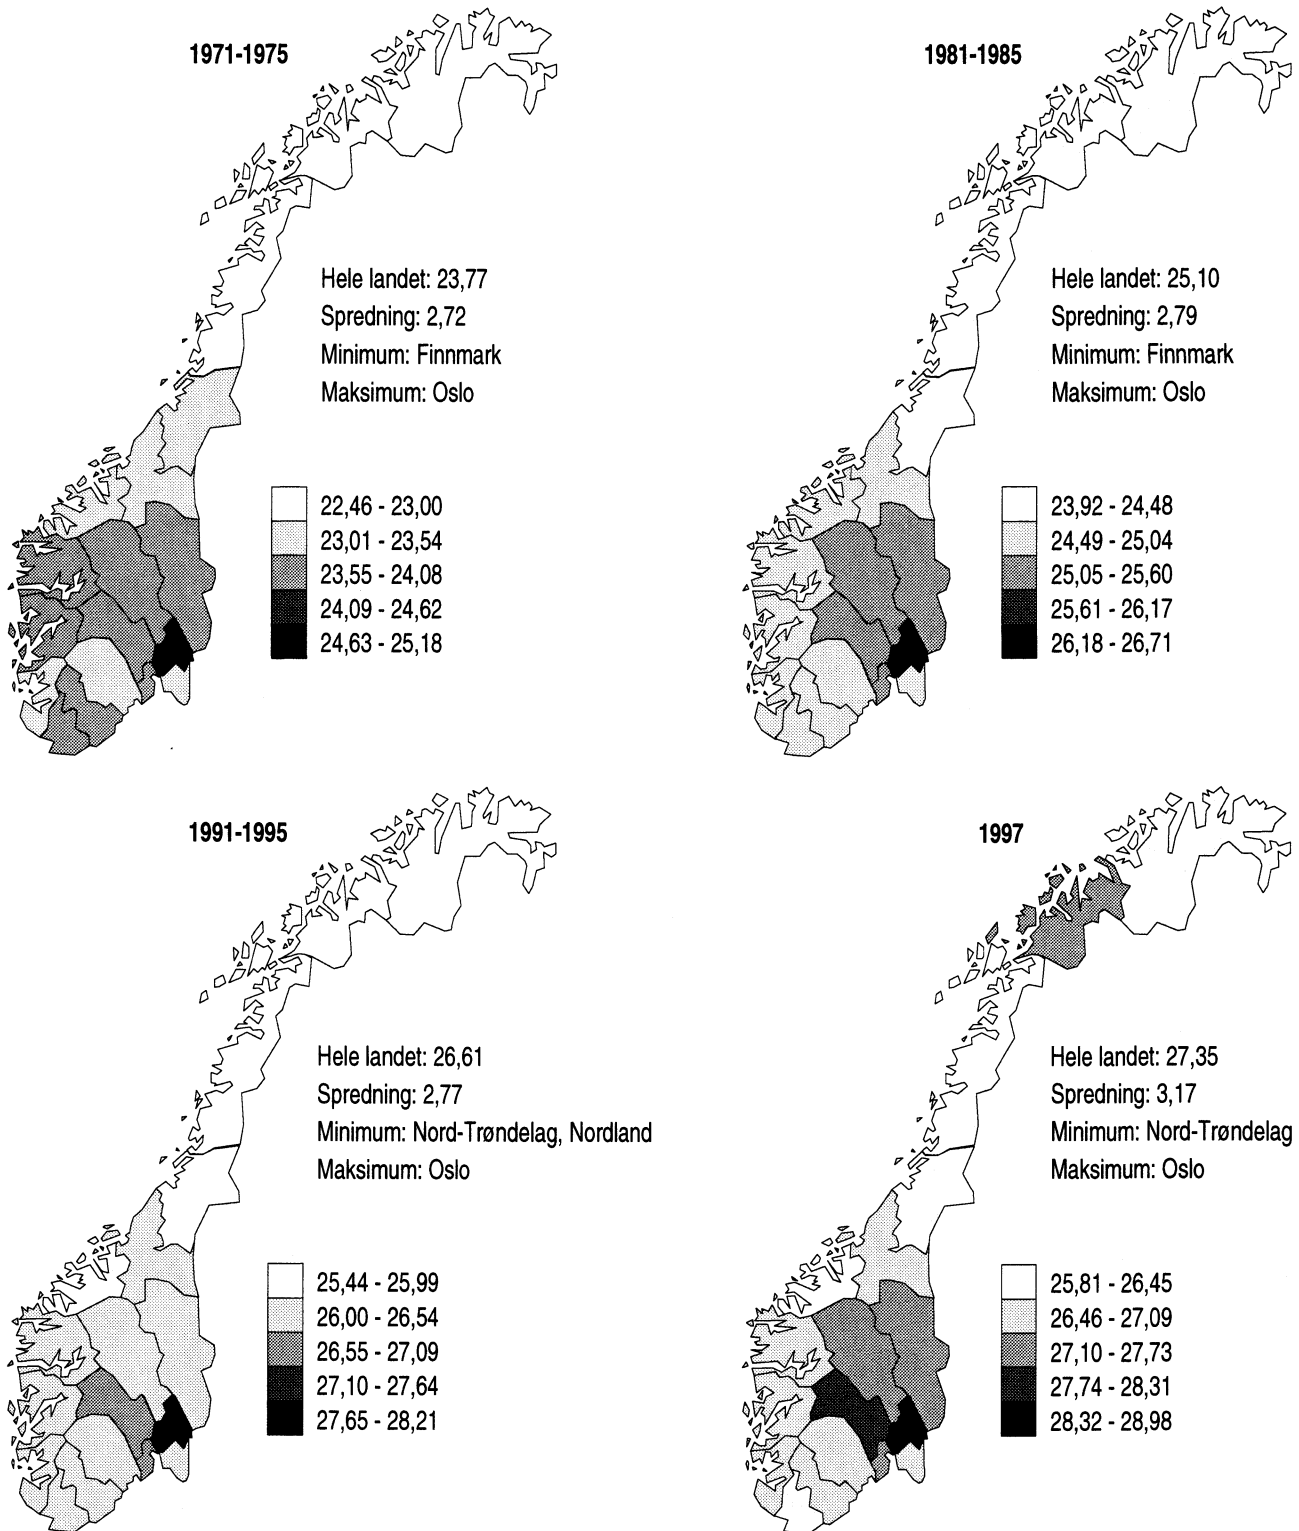 1971-1975
Hele landet: 23,77
Spredning: 2,72
Minimum: Finnmark
Maksimum: Oslo
22,46 - 23,00
23,01 - 23,54
23,55 - 24,08
24,09 - 24,62
24,63 - 25,18
1981-1985
Hele landet: 25,10
Spredning: 2,79
Minimum: Finnmark
Maksimum: Oslo
23,92 - 24,48
24,49 - 25,04
25,05 - 25,60
25,61 - 26,17
26,18 - 26,71
1991-1995
Hele landet: 26,61
Spredning: 2,77
Minimum: Nord-Trøndelag, Nordland
Maksimum: Oslo
25,44 - 25,99
26,00 - 26,54
26,55 - 27,09
27,10 - 27,64
27,65 - 28,21
1997
Hele landet: 27,35
Spredning: 3,17
Minimum: Nord-Trøndelag
Maksimum: Oslo
25,81 - 26,45
26,46 - 27,09
27,10 - 27,73
27,74 - 28,31
28,32 - 28,98